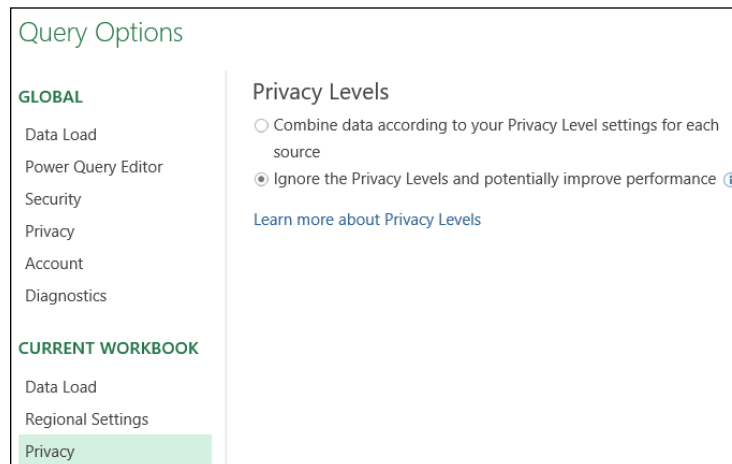 Query Options
GLOBAL
Data Load
Power Query Editor
Security
Privacy
Account
Diagnostics
CURRENT WORKBOOK
Data Load
Regional Settings
Privacy
Privacy Levels
Combine data according to your Privacy Level settings for each
source
Ignore the Privacy Levels and potentially improve performance
Learn more about Privacy Levels